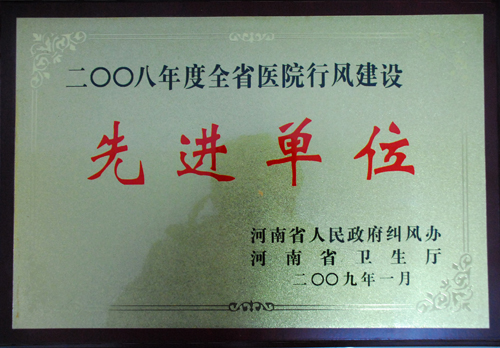 二〇〇八年度全省医院行风建设
先进单位
河南省人民政府纠风办
河南省卫生厅
二〇〇九年一月